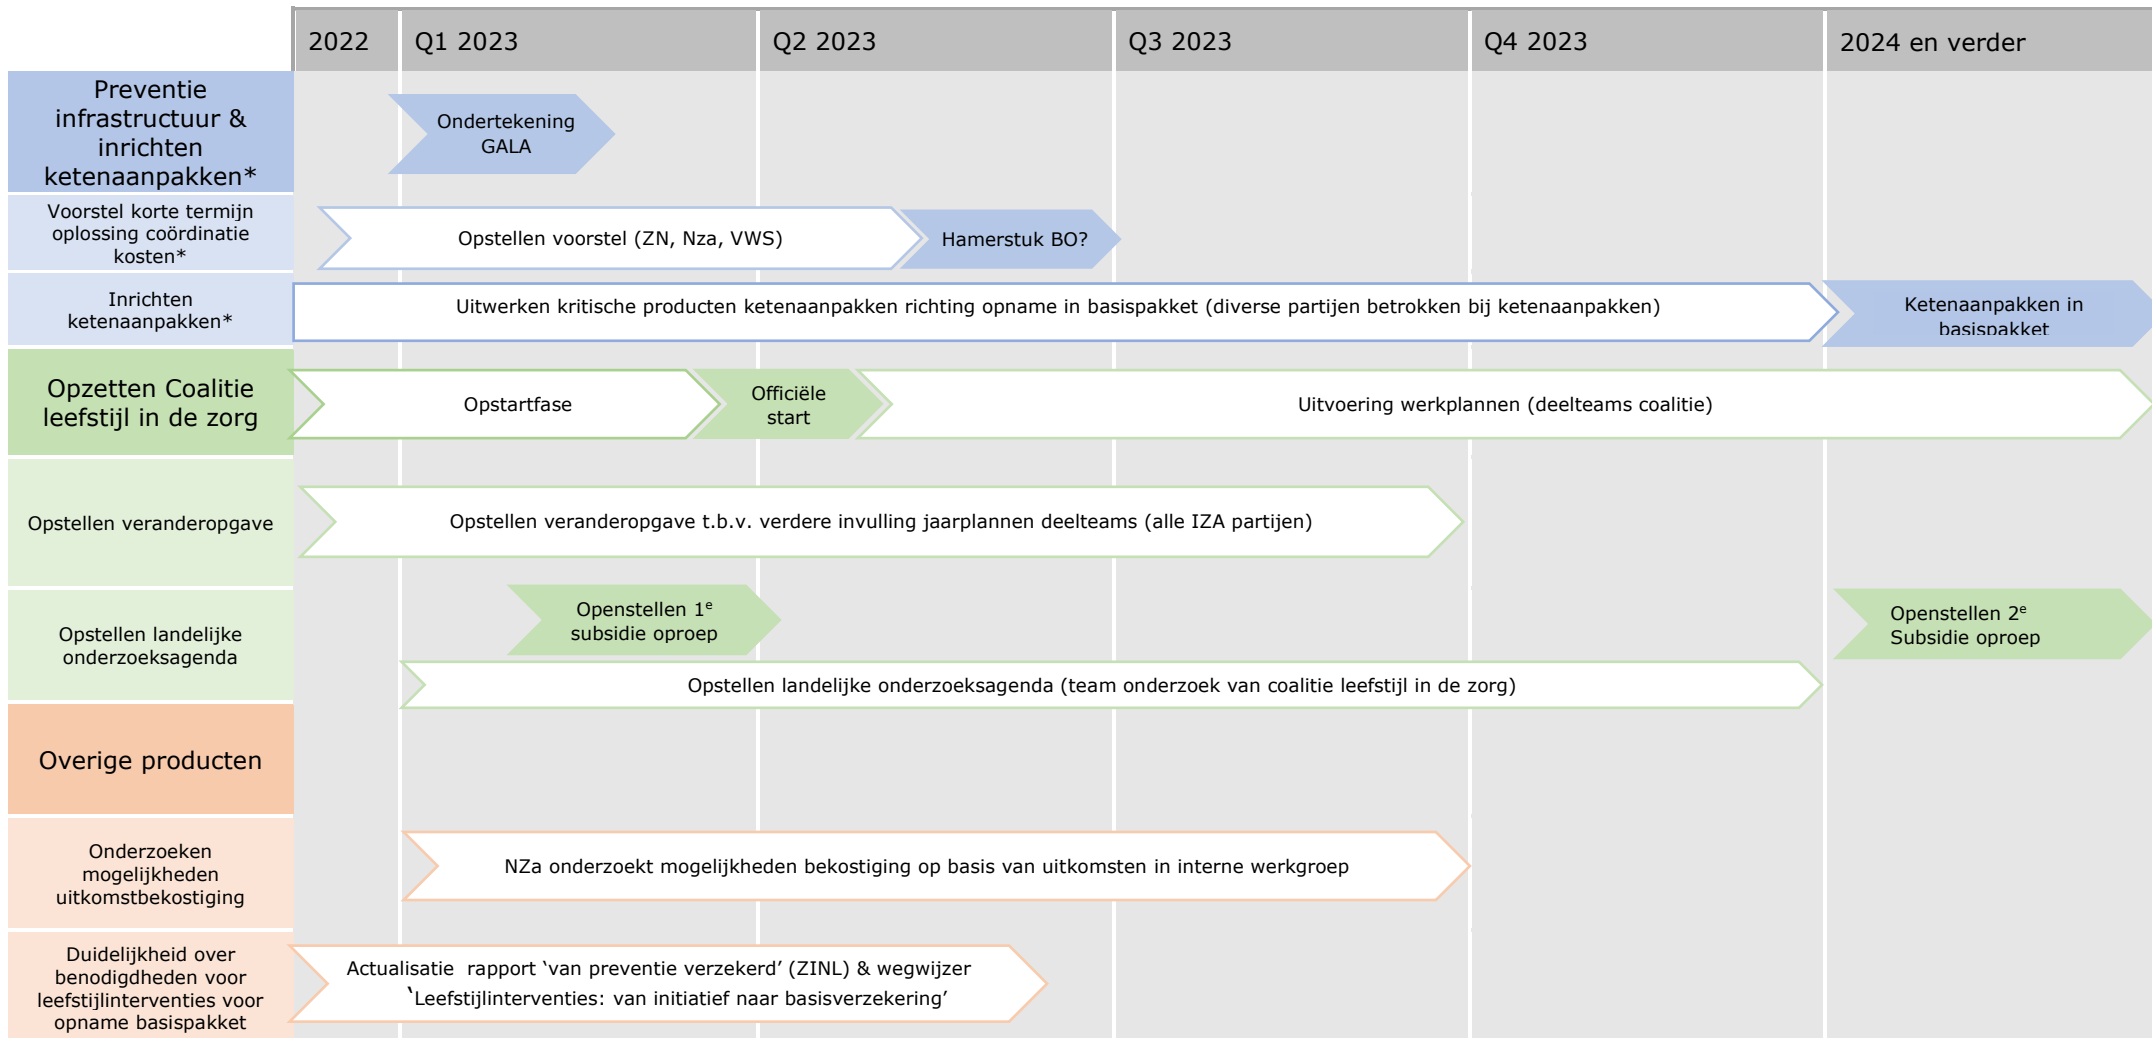 2022
Q1 2023
Q2 2023
Q3 2023
Q4 2023
2024 en verder
Preventie
infrastructuur &
inrichten
ketenaanpakken*
Ondertekening
GALA
Voorstel korte termijn
oplossing coördinatie
kosten*
Opstellen voorstel (ZN, Nza, VWS)
Hamerstuk BO?
Inrichten
ketenaanpakken*
Uitwerken kritische producten ketenaanpakken richting opname in basispakket (diverse partijen betrokken bij ketenaanpakken)
Ketenaanpakken in
basispakket
Opzetten Coalitie
leefstijl in de zorg
Opstartfase
Officiële
start
Uitvoering werkplannen (deelteams coalitie)
Opstellen veranderopgave
Opstellen veranderopgave t.b.v. verdere invulling jaarplannen deelteams (alle IZA partijen)
Opstellen landelijke
onderzoeksagenda
Openstellen 1e
subsidie oproep
Openstellen 2e
Subsidie oproep
Opstellen landelijke onderzoeksagenda (team onderzoek van coalitie leefstijl in de zorg)
Overige producten
Onderzoeken
mogelijkheden
uitkomstbekostiging
NZa onderzoekt mogelijkheden bekostiging op basis van uitkomsten in interne werkgroep
Duidelijkheid over
benodigdheden voor
leefstijlinterventies voor
opname basispakket
Actualisatie rapport ‘van preventie verzekerd’ (ZINL) & wegwijzer
‘Leefstijlinterventies: van initiatief naar basisverzekering’